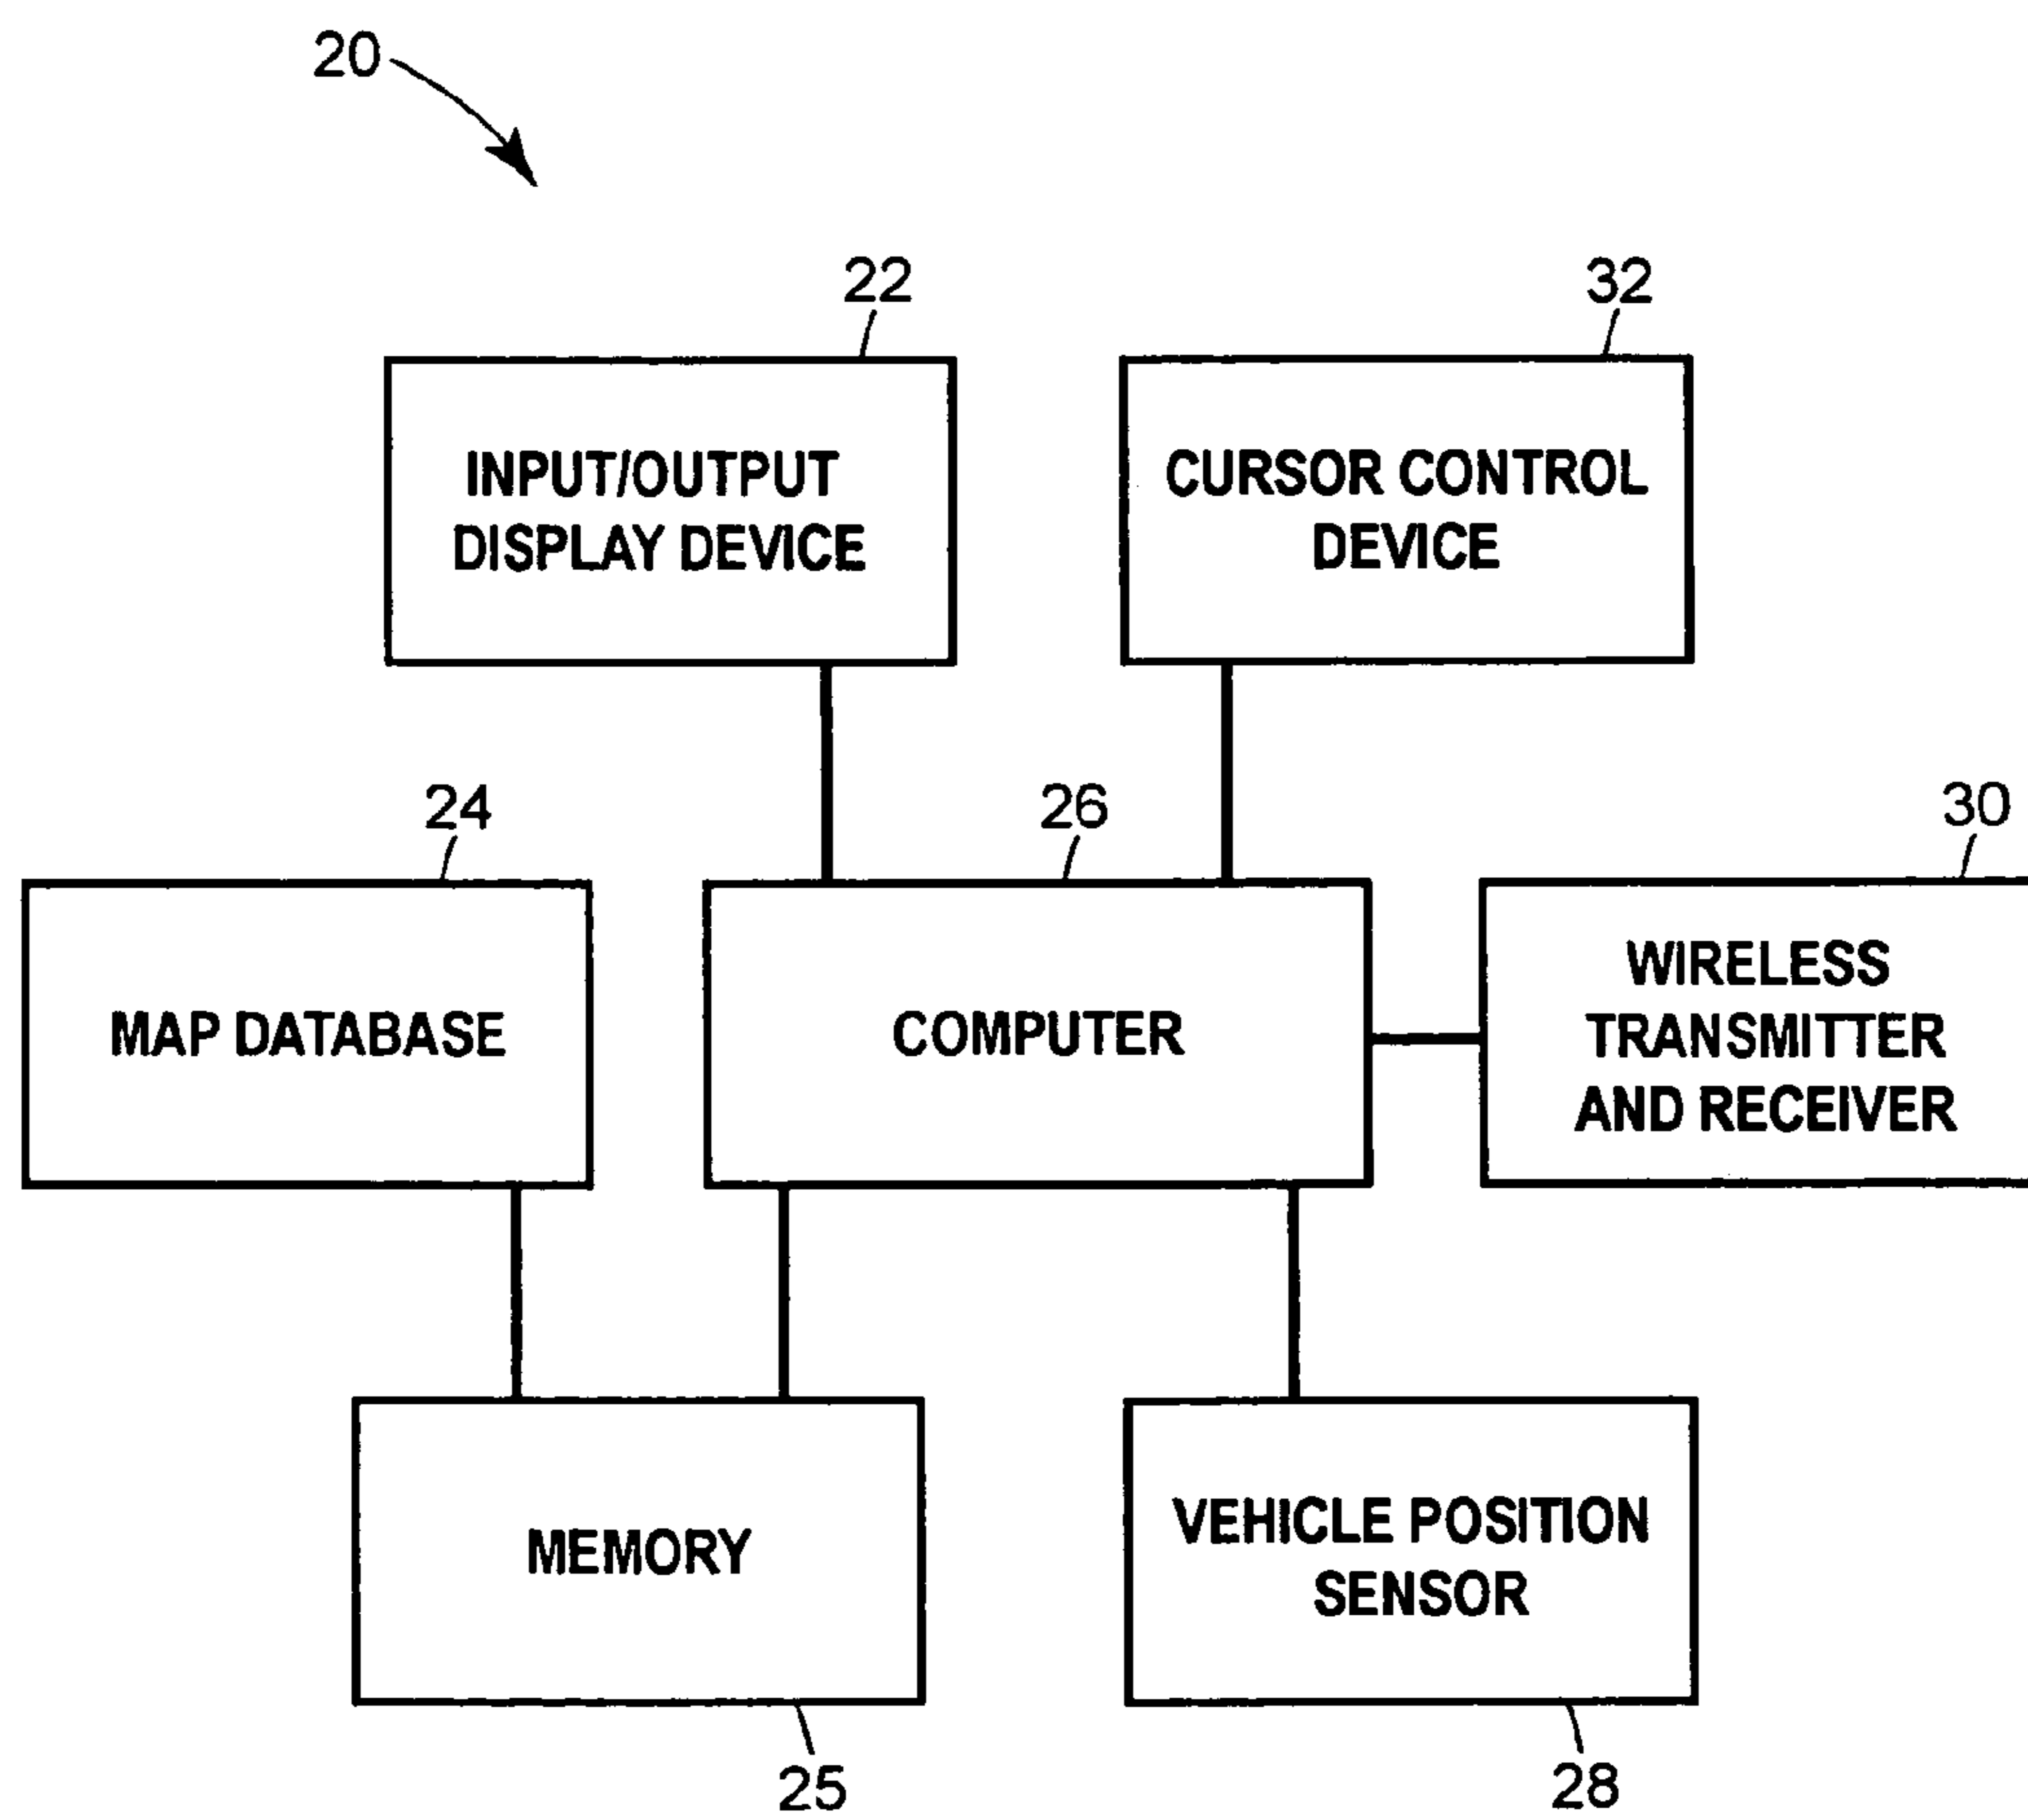 20
22
32
INPUT/OUTPUT
DISPLAY DEVICE
CURSOR CONTROL
DEVICE
24
26
30
MAP DATABASE
COMPUTER
WIRELESS
TRANSMITTER
AND RECEIVER
MEMORY
VEHICLE POSITION
SENSOR
25
28